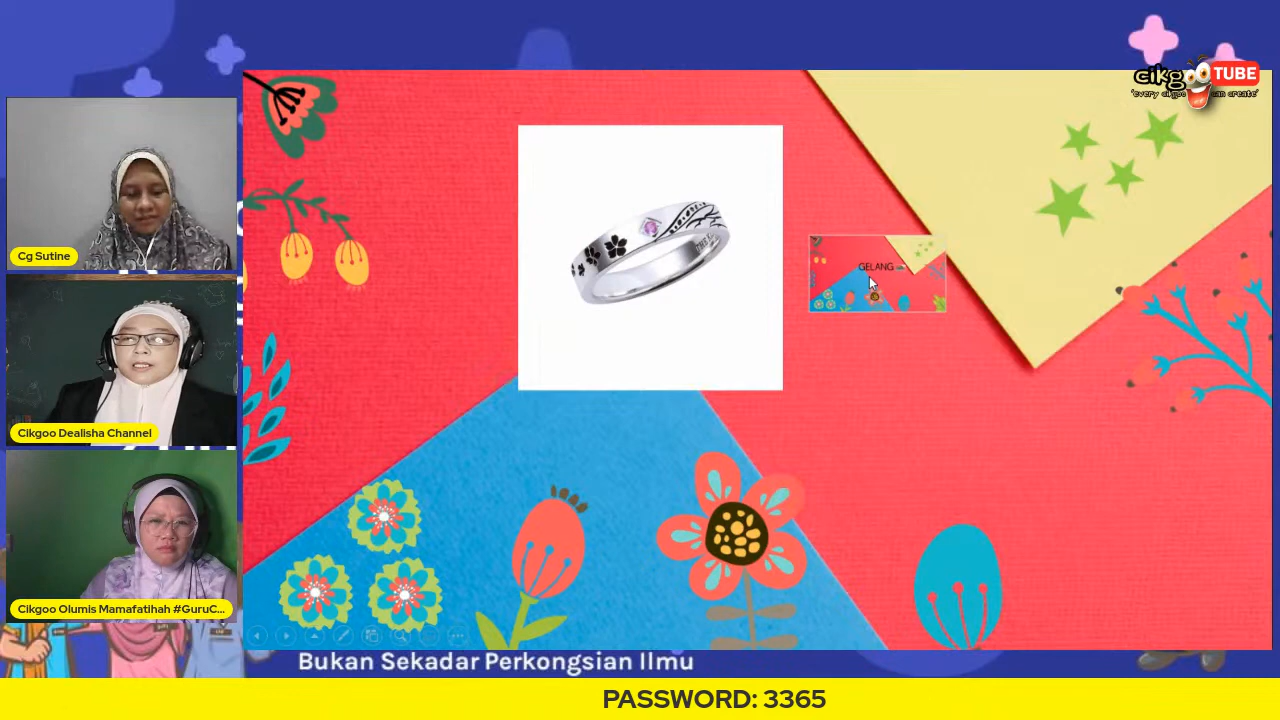 cikgoo TUBE
'every cikgoo can create'
Cg Sutine
Cikgoo Dealisha Channel
Cikgoo Olumis Mamafatihah #GuruC...
GELANG
Bukan Sekadar Perkongsian Ilmu
PASSWORD: 3365